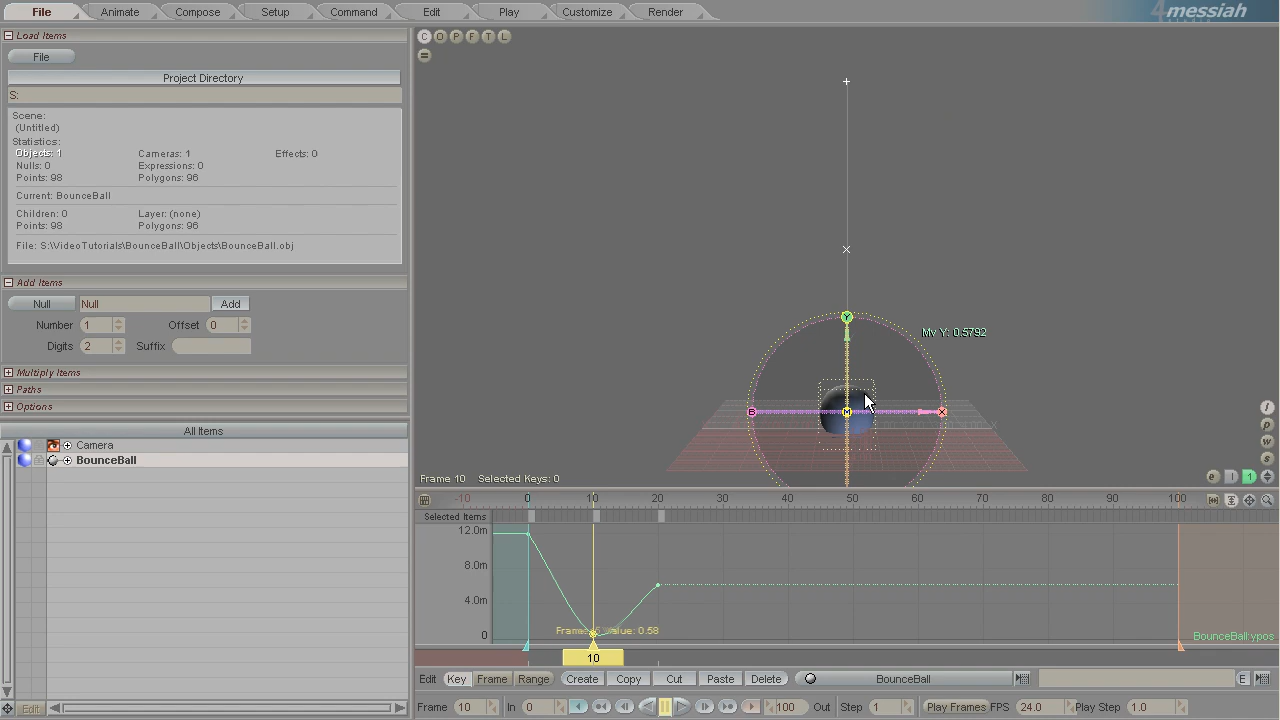 File Animate Compose Setup Command Edit Play Customize Render
4messiah
STUDIO
Load Items
File
Project Directory
S:
Scene:
(Untitled)
Statistics:
Objects: 1 Cameras: 1 Effects: 0
Nulls: 0 Expressions: 0
Points: 98 Polygons: 96
Current: BounceBall
Children: 0 Layer: (none)
Points: 98 Polygons: 96
File: S:\VideoTutorials\BounceBall\Objects\BounceBall.obj
Add Items
Null Null Add
Number 1 Offset 0
Digits 2 Suffix
Multiply Items
Paths
Options
All Items
Camera
BounceBall
Edit
C O P F T L
Y
Mv Y: 0.5792
B M X
P
W
S
e 1
Frame 10 Selected Keys: 0
-10 0 10 20 30 40 50 60 70 80 90 100
Selected Items
12.0m
8.0m
4.0m
0
Value: 0.58
BounceBall:ypos
10
Edit Key Frame Range Create Copy Cut Paste Delete BounceBall E
Frame 10 In 0 100 Out Step 1 Play Frames FPS 24.0 Play Step 1.0